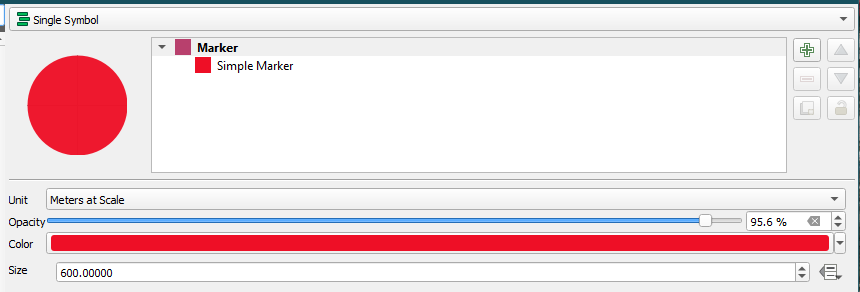 Single Symbol
Marker
Simple Marker
Unit
Meters at Scale
Opacity
95.6 %
Color
Size
600.00000